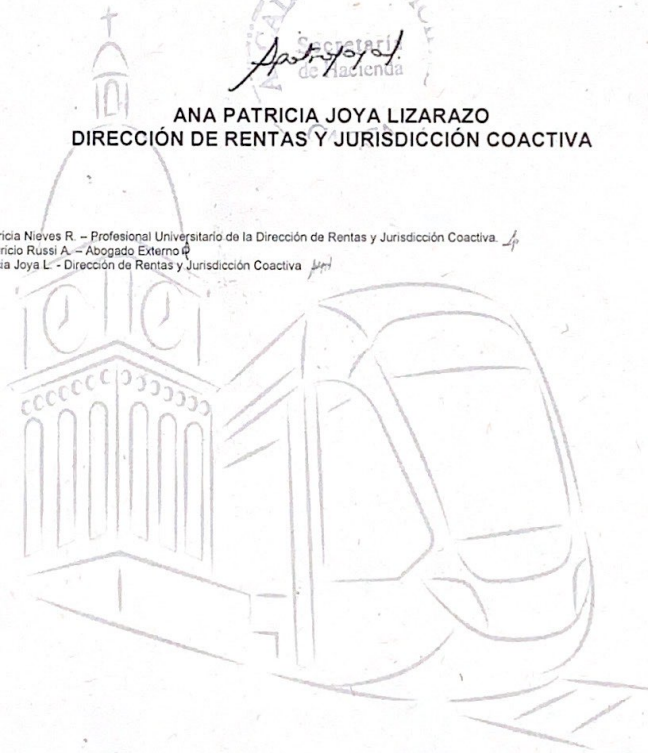 Secretaría
de Hacienda
ANA PATRICIA JOYA LIZARAZO
DIRECCIÓN DE RENTAS Y JURISDICCIÓN COACTIVA
ricia Nieves R. – Profesional Universitario de la Dirección de Rentas y Jurisdicción Coactiva.
ricio Russi A. – Abogado Externo
ia Joya L. - Dirección de Rentas y Jurisdicción Coactiva